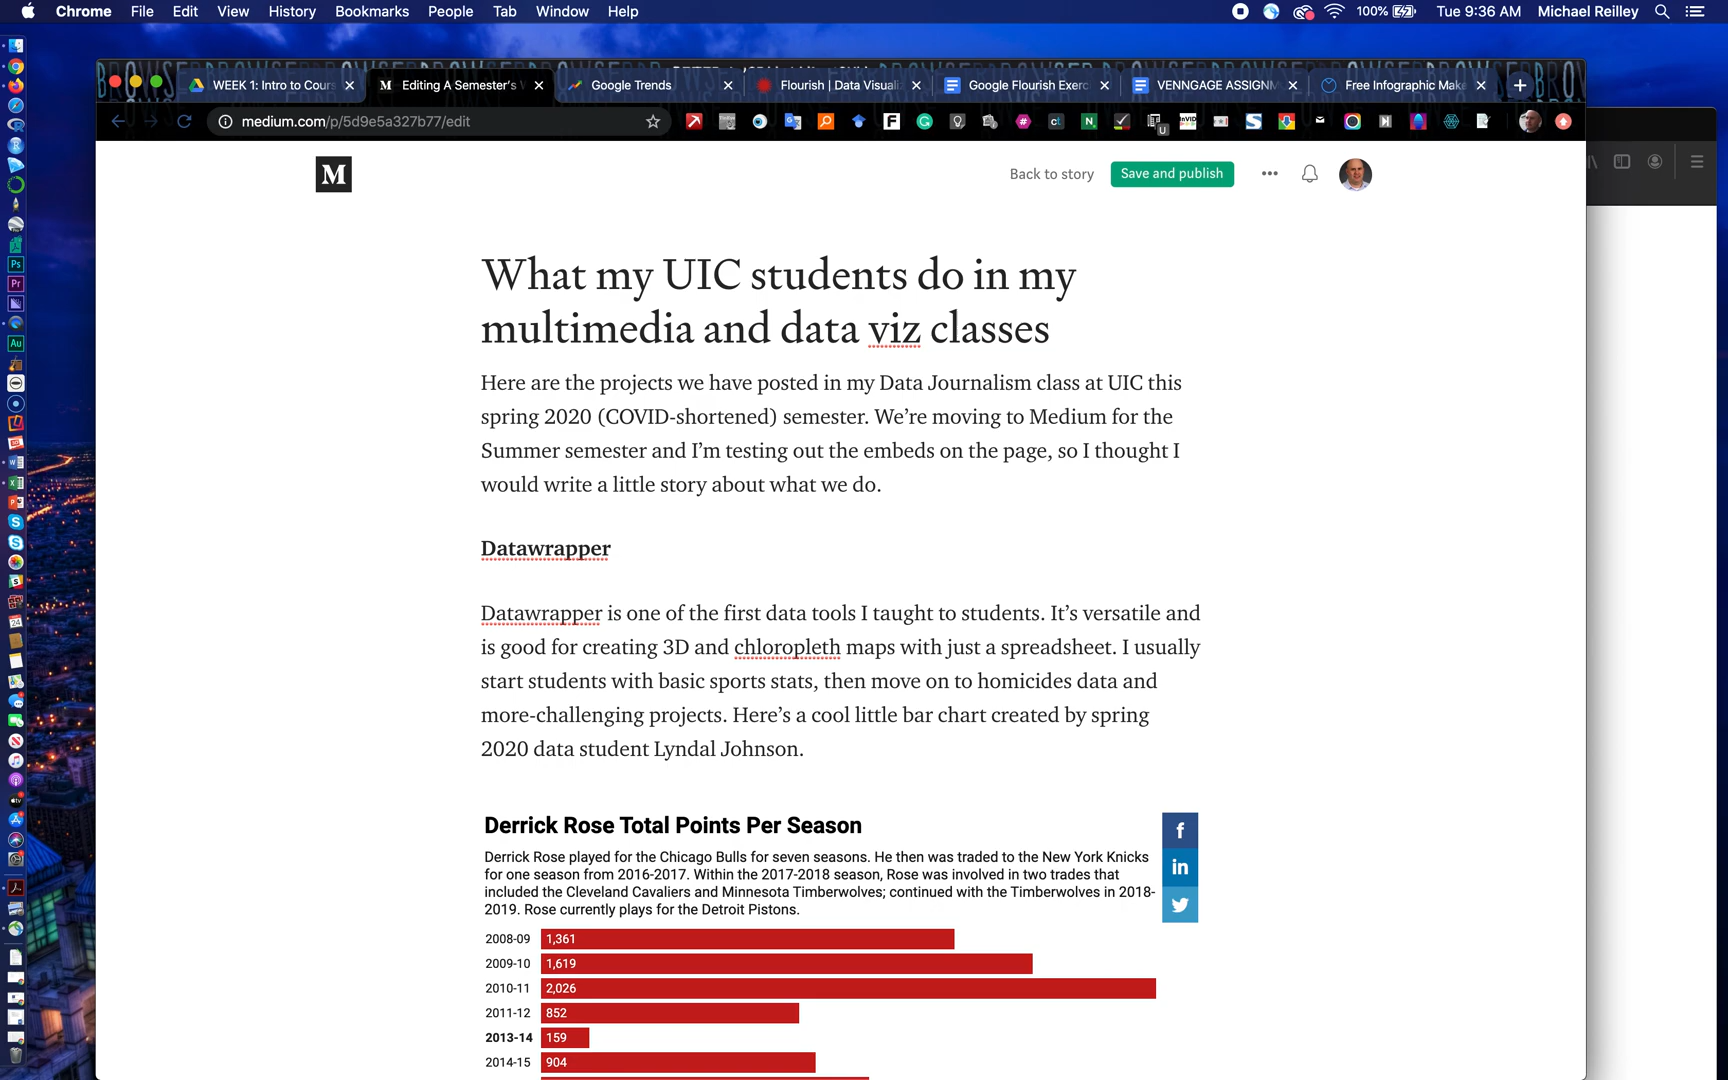 Chrome File Edit View History Bookmarks People Tab Window Help 100% Tue 9:36 AM Michael Reilley
WEEK 1: Intro to Cours Editing A Semester's W Google Trends Flourish | Data Visualiz Google Flourish Exerc VENNGAGE ASSIGNM Free Infographic Make
medium.com/p/5d9e5a327b77/edit
M Back to story Save and publish
What my UIC students do in my
multimedia and data viz classes
Here are the projects we have posted in my Data Journalism class at UIC this
spring 2020 (COVID-shortened) semester. We’re moving to Medium for the
Summer semester and I’m testing out the embeds on the page, so I thought I
would write a little story about what we do.
Datawrapper
Datawrapper is one of the first data tools I taught to students. It’s versatile and
is good for creating 3D and chloropleth maps with just a spreadsheet. I usually
start students with basic sports stats, then move on to homicides data and
more-challenging projects. Here’s a cool little bar chart created by spring
2020 data student Lyndal Johnson.
Derrick Rose Total Points Per Season
Derrick Rose played for the Chicago Bulls for seven seasons. He then was traded to the New York Knicks
for one season from 2016-2017. Within the 2017-2018 season, Rose was involved in two trades that
included the Cleveland Cavaliers and Minnesota Timberwolves; continued with the Timberwolves in 2018-
2019. Rose currently plays for the Detroit Pistons.
2008-09 1,361
2009-10 1,619
2010-11 2,026
2011-12 852
2013-14 159
2014-15 904